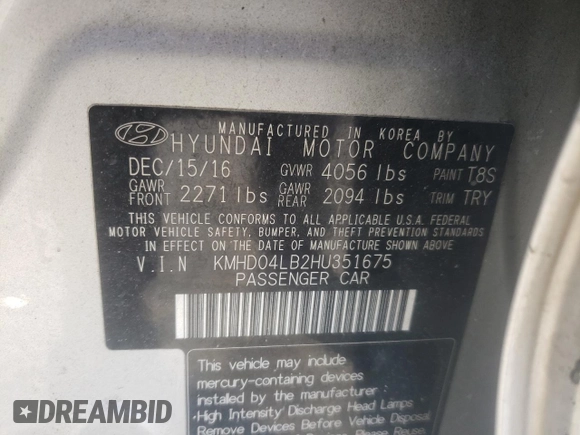 MANUFACTURED IN KOREA BY
HYUNDAI MOTOR COMPANY
DEC/15/16 GVWR 4056 lbs PAINT T8S
GAWR FRONT 2271 lbs GAWR REAR 2094 lbs TRIM TRY
THIS VEHICLE CONFORMS TO ALL APPLICABLE U.S.A. FEDERAL
MOTOR VEHICLE SAFETY, BUMPER, AND THEFT PREVENTION STANDARDS
IN EFFECT ON THE DATE OF MANUFACTURE SHOWN ABOVE.
V.I.N KMHD04LB2HU351675
PASSENGER CAR
This vehicle may include
mercury-containing devices
installed by the manufacturer
• High Intensity Discharge Head Lamps
Remove Devices Before Vehicle Disposal
Please
DREAMBID